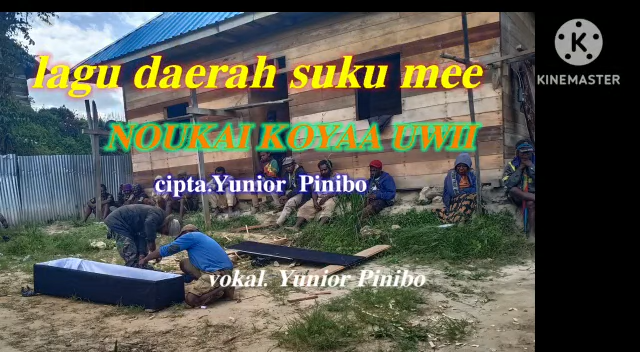 lagu daerah suku mee
NOUKAI KOYAA UWII
cipta.Yunior Pinibo
vokal. Yunior Pinibo
KINEMASTER